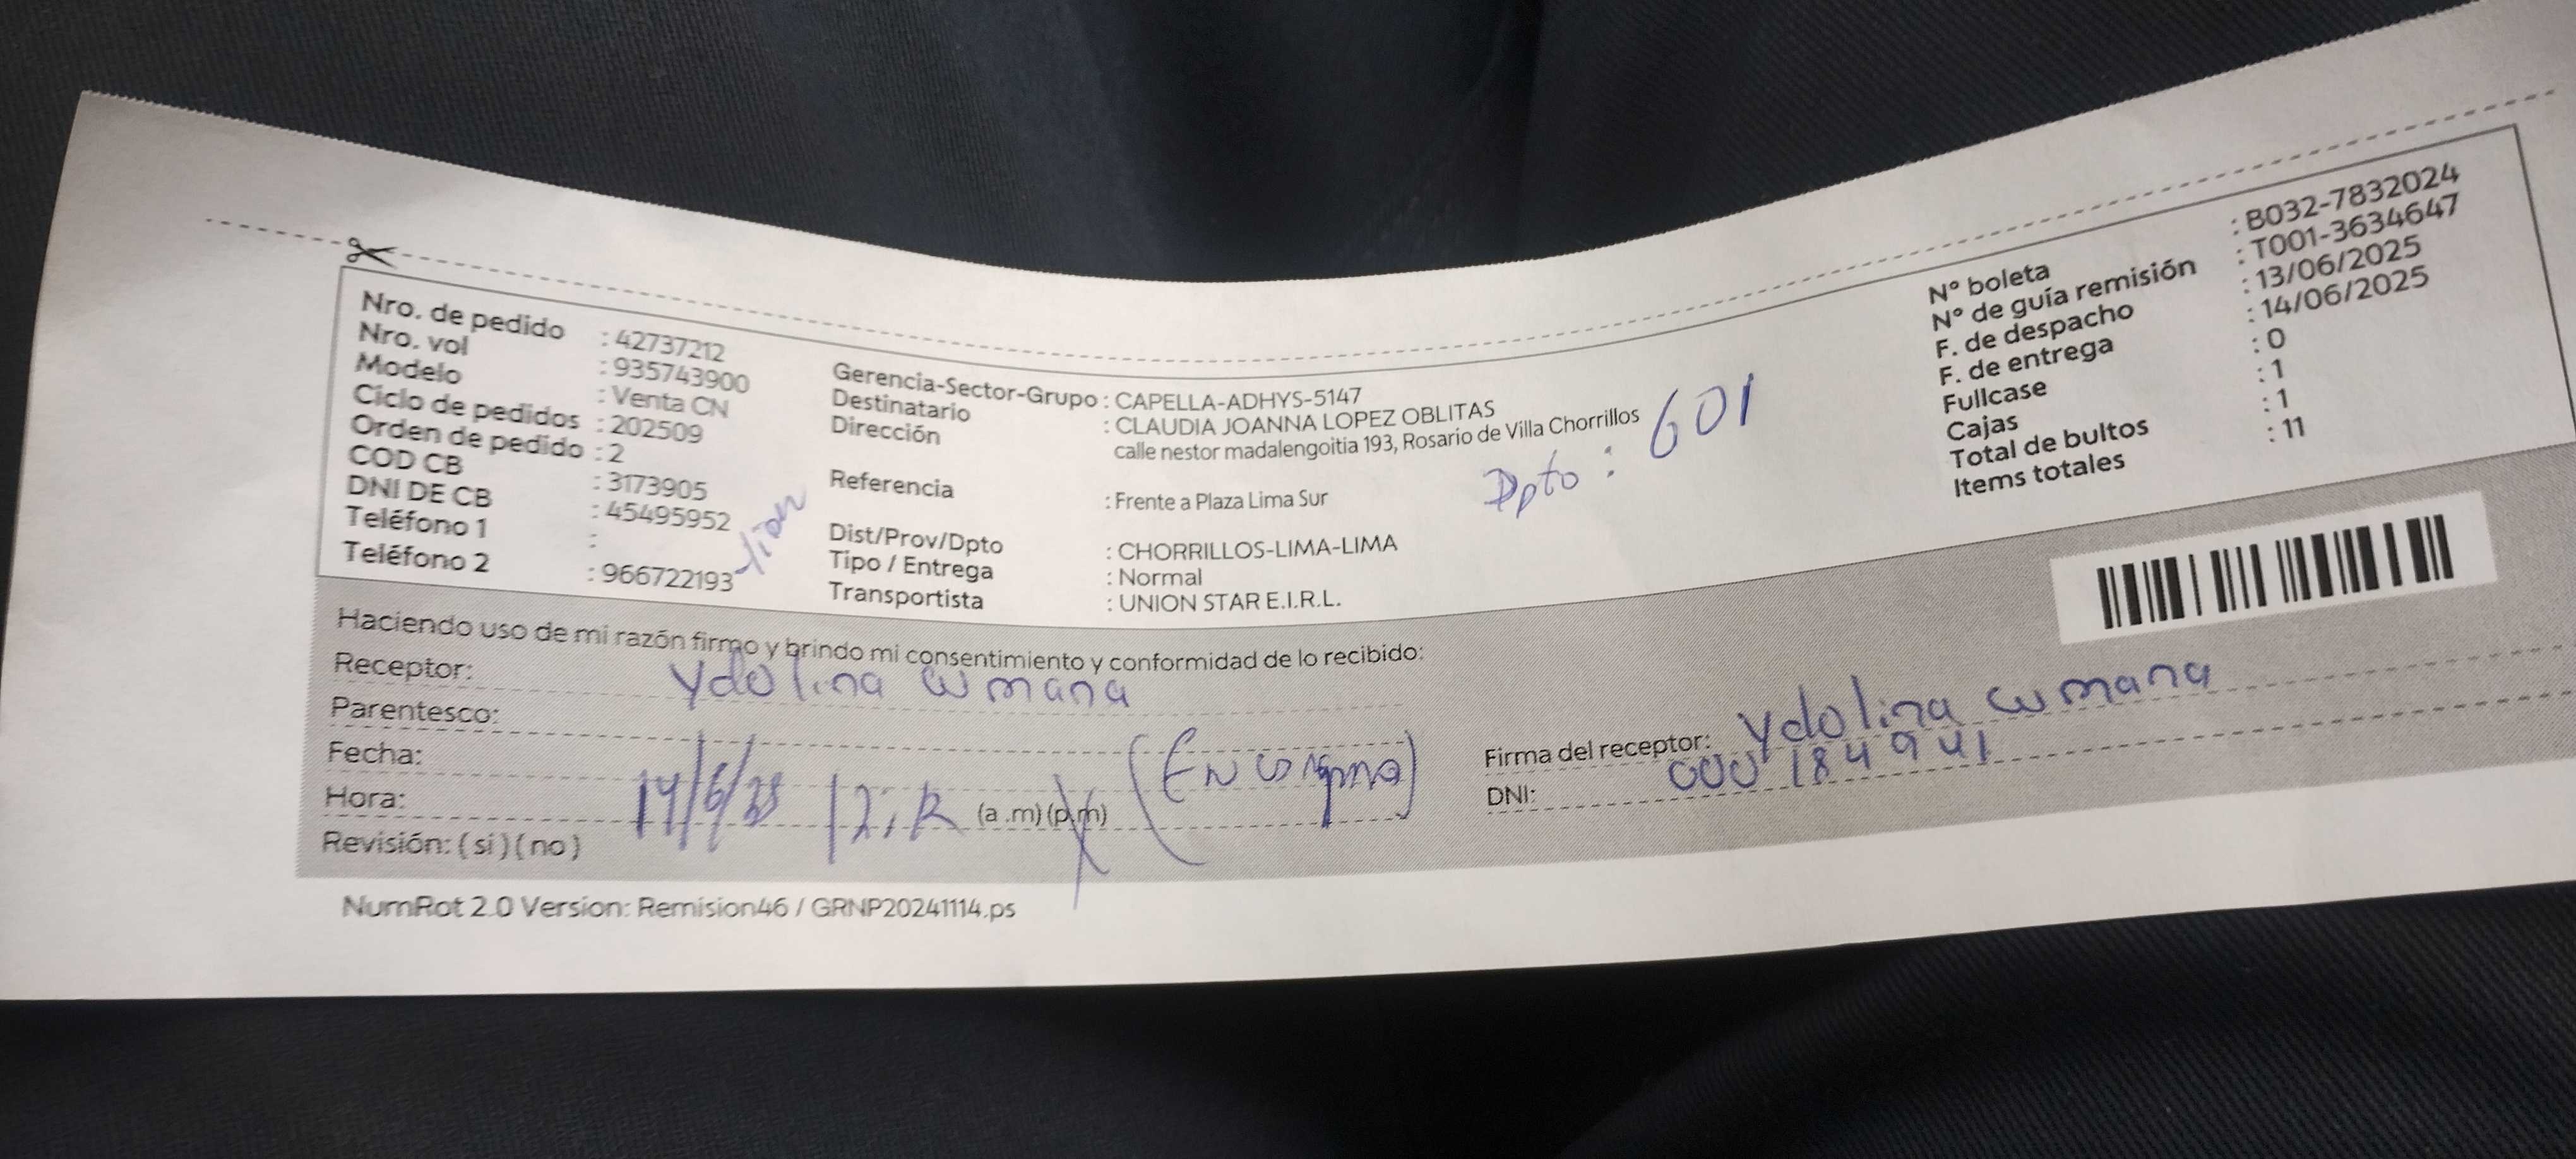 Nro. de pedido : 42737212
Nro. vol : 935743900
Modelo : Venta CN
Ciclo de pedidos : 202509
Orden de pedido : 2
COD CB : 3173905
DNI DE CB : 45495952
Teléfono 1 :
Teléfono 2 : 966722193
Gerencia-Sector-Grupo : CAPELLA-ADHYS-5147
Destinatario : CLAUDIA JOANNA LOPEZ OBLITAS
Dirección calle nestor madalengoitia 193, Rosario de Villa Chorrillos
Dpto : 601
Referencia : Frente a Plaza Lima Sur
Dist/Prov/Dpto : CHORRILLOS-LIMA-LIMA
Tipo / Entrega : Normal
Transportista : UNION STAR E.I.R.L.
N° boleta : B032-7832024
N° de guía remisión : T001-3634647
F. de despacho : 13/06/2025
F. de entrega : 14/06/2025
Fullcase : 0
Cajas : 1
Total de bultos : 1
Items totales : 11
Haciendo uso de mi razón firmo y brindo mi consentimiento y conformidad de lo recibido:
Receptor: Ydolina cumana
Parentesco:
Fecha: 14/6/25
Hora: (a .m) (p.m)
Revisión: ( si ) ( no )
Firma del receptor: Ydolina cumana
DNI: 000184941
NumRot 2.0 Version: Remision46 / GRNP20241114.ps